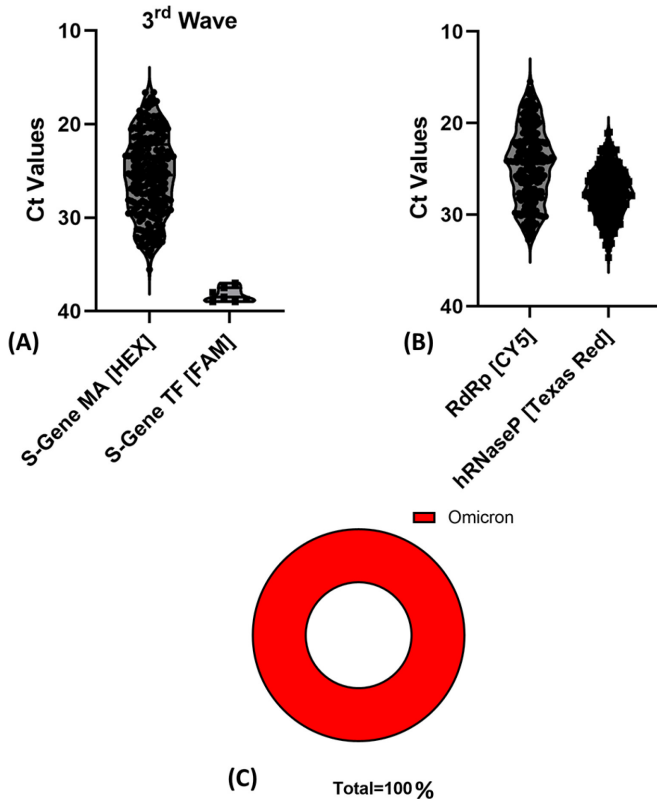 3rd Wave
Ct Values
10
20
30
40
S-Gene MA [HEX]
S-Gene TF [FAM]
(A)
Ct Values
10
20
30
40
RdRp [CY5]
hRNaseP [Texas Red]
(B)
Omicron
(C)
Total=100%